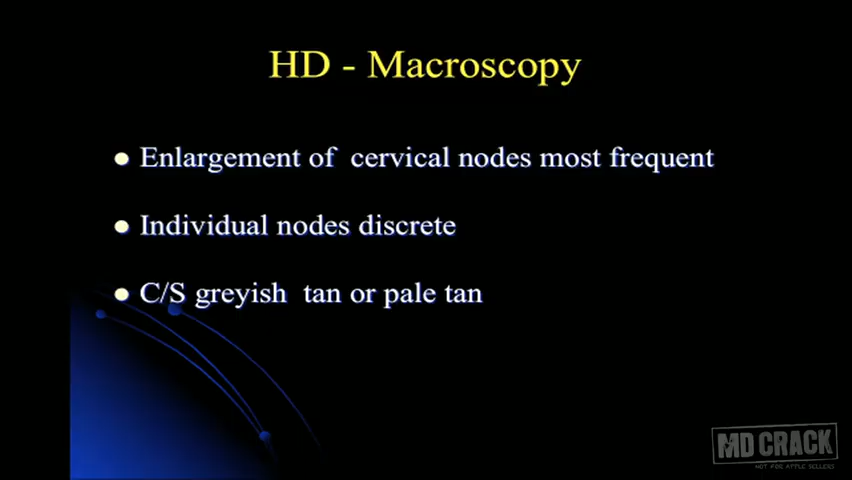 HD - Macroscopy
Enlargement of cervical nodes most frequent
Individual nodes discrete
C/S greyish tan or pale tan
MD CRACK
NOT FOR APPLE SELLERS